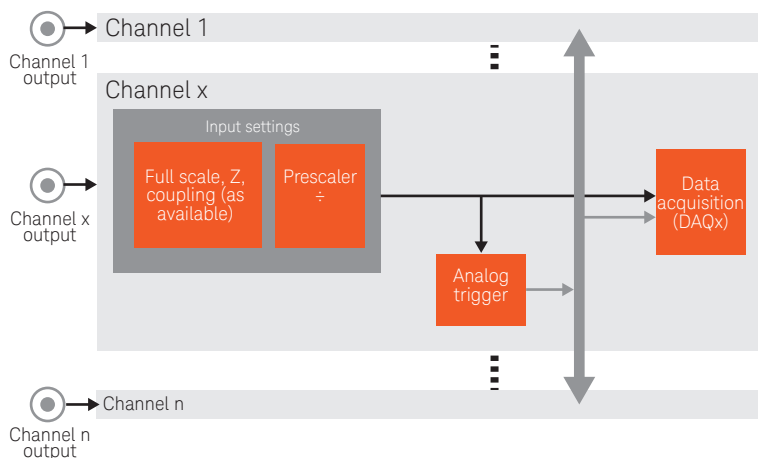 Channel 1
Channel 1
output
Channel x
Input settings
Full scale, Z,
coupling (as
available)
Prescaler
÷
Channel x
output
Data
acquisition
(DAQx)
Analog
trigger
Channel n
Channel n
output